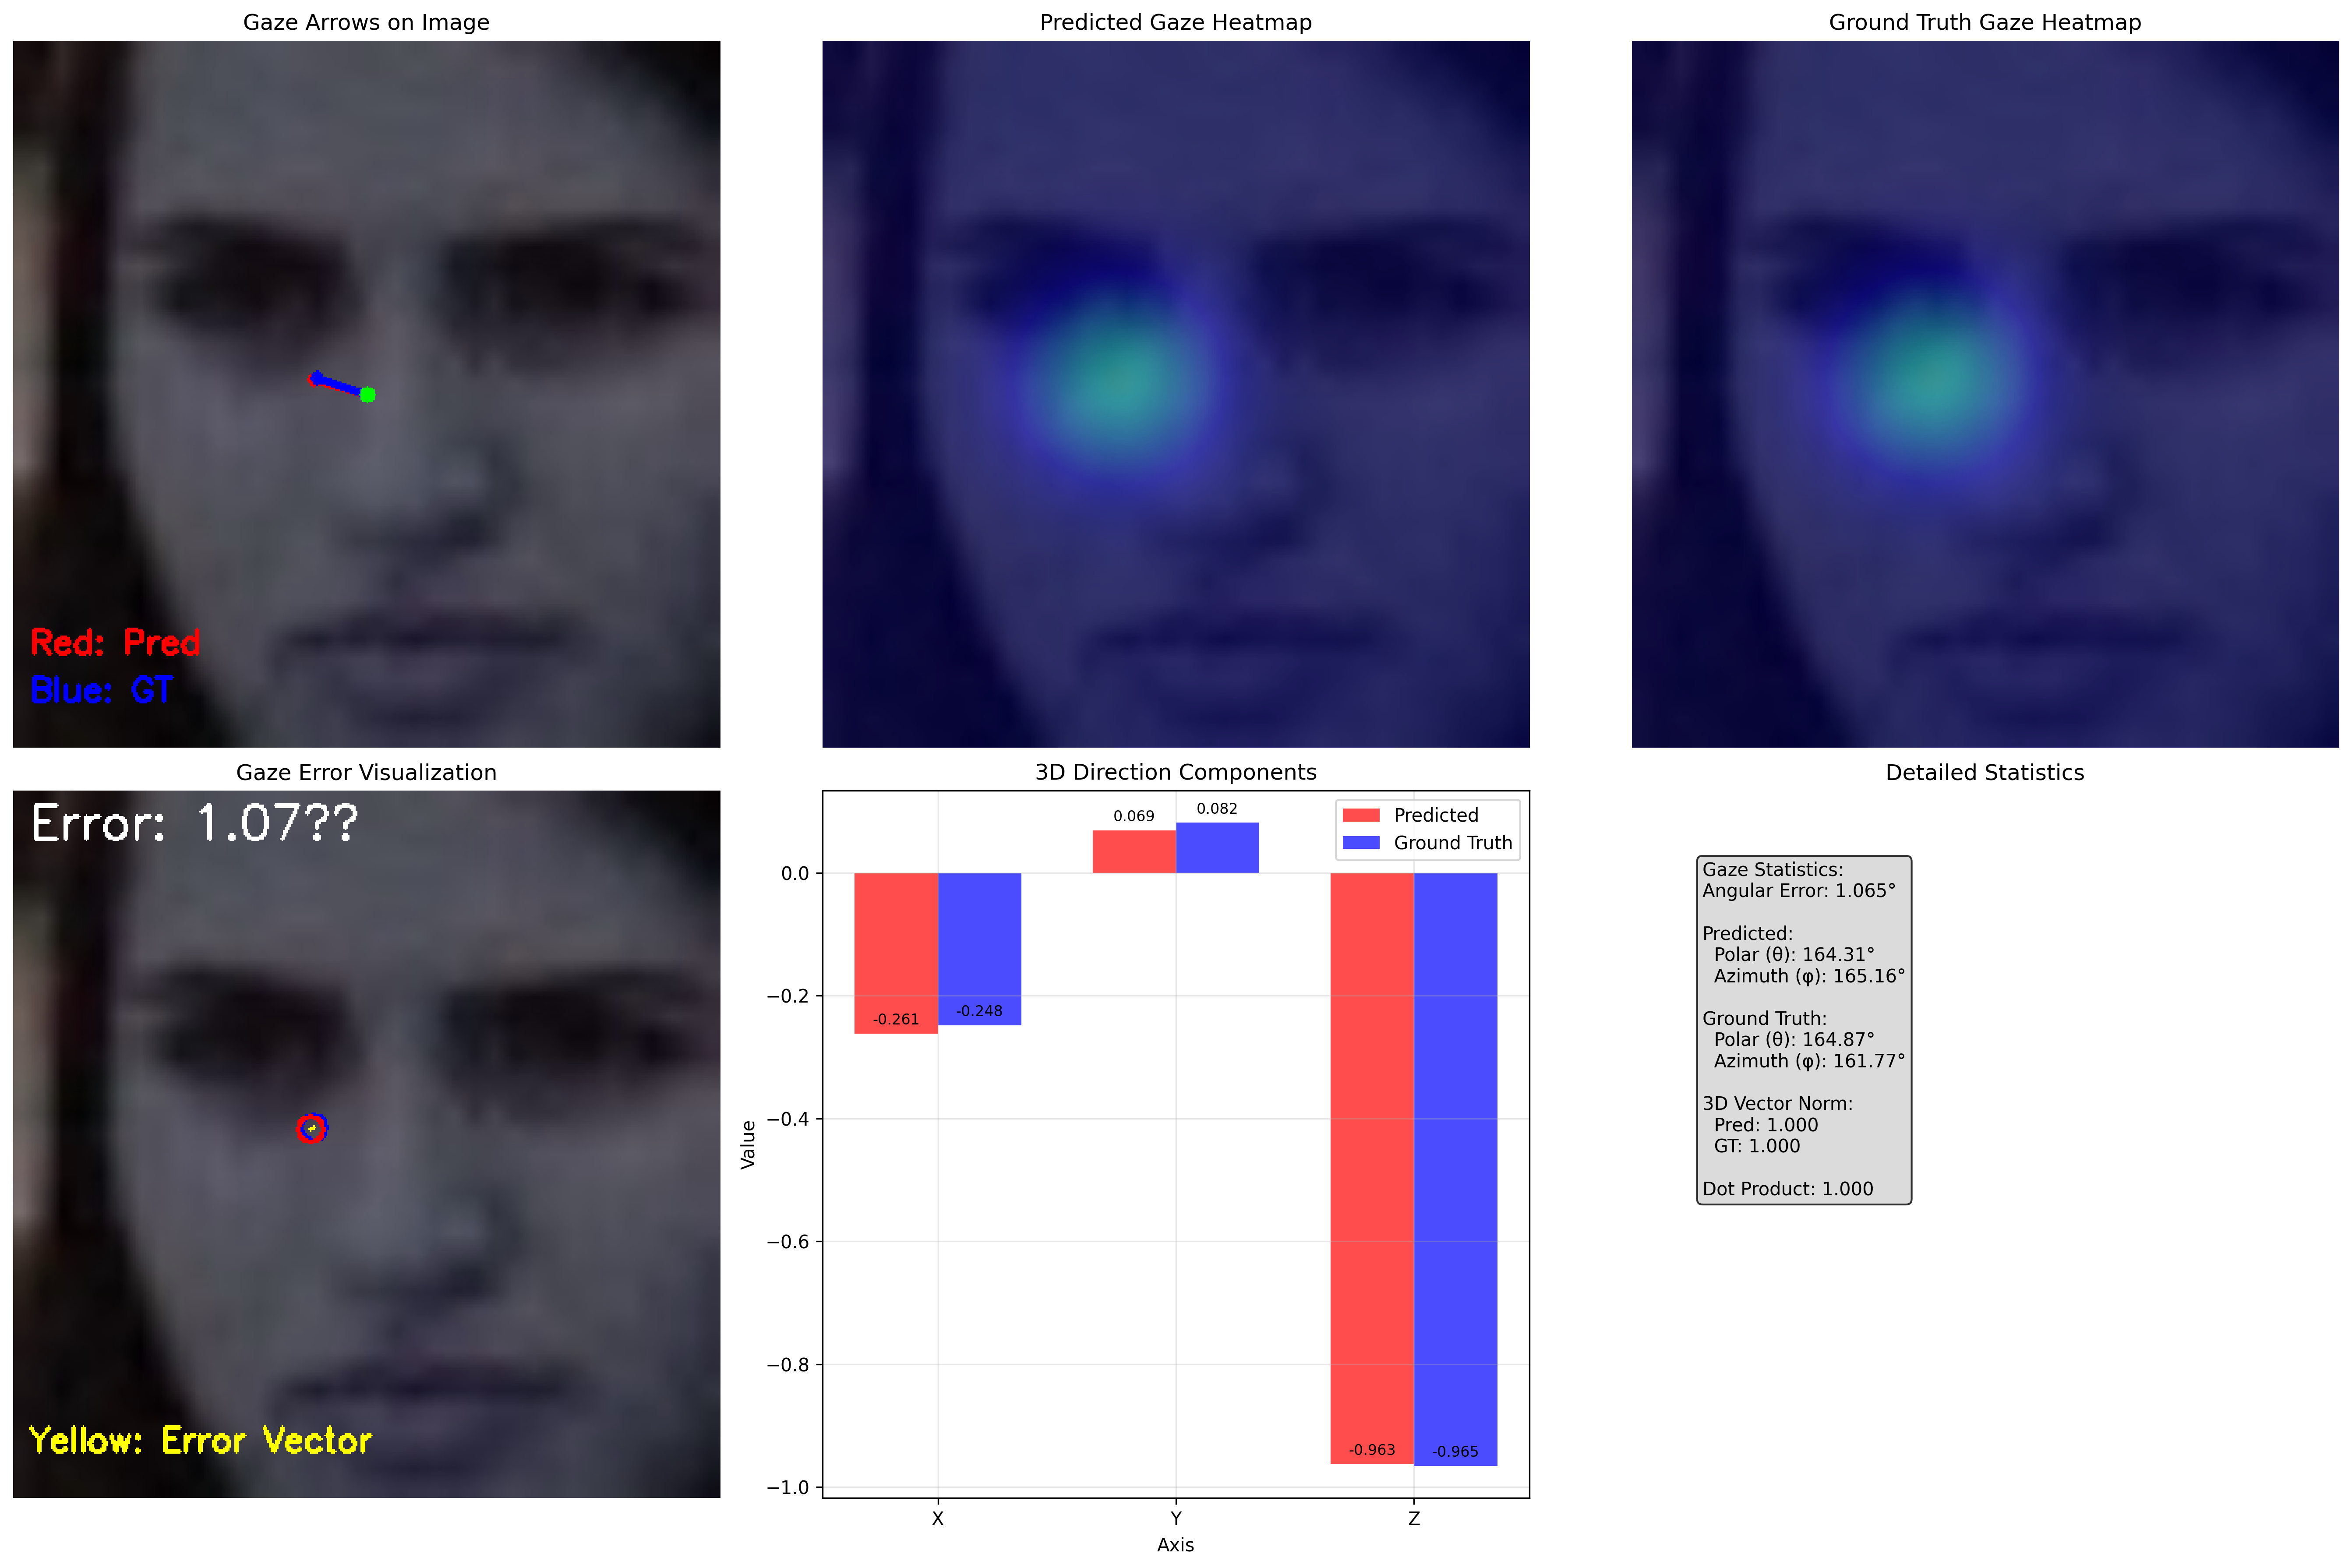 Gaze Arrows on Image
Red: Pred
Blue: GT
Predicted Gaze Heatmap
Ground Truth Gaze Heatmap
Gaze Error Visualization
Error: 1.07??
Yellow: Error Vector
3D Direction Components
Predicted
Ground Truth
0.069
0.082
-0.261
-0.248
-0.963
-0.965
0.0
−0.2
−0.4
−0.6
−0.8
−1.0
Value
X Y Z
Axis
Detailed Statistics
Gaze Statistics:
Angular Error: 1.065°
Predicted:
Polar (θ): 164.31°
Azimuth (φ): 165.16°
Ground Truth:
Polar (θ): 164.87°
Azimuth (φ): 161.77°
3D Vector Norm:
Pred: 1.000
GT: 1.000
Dot Product: 1.000